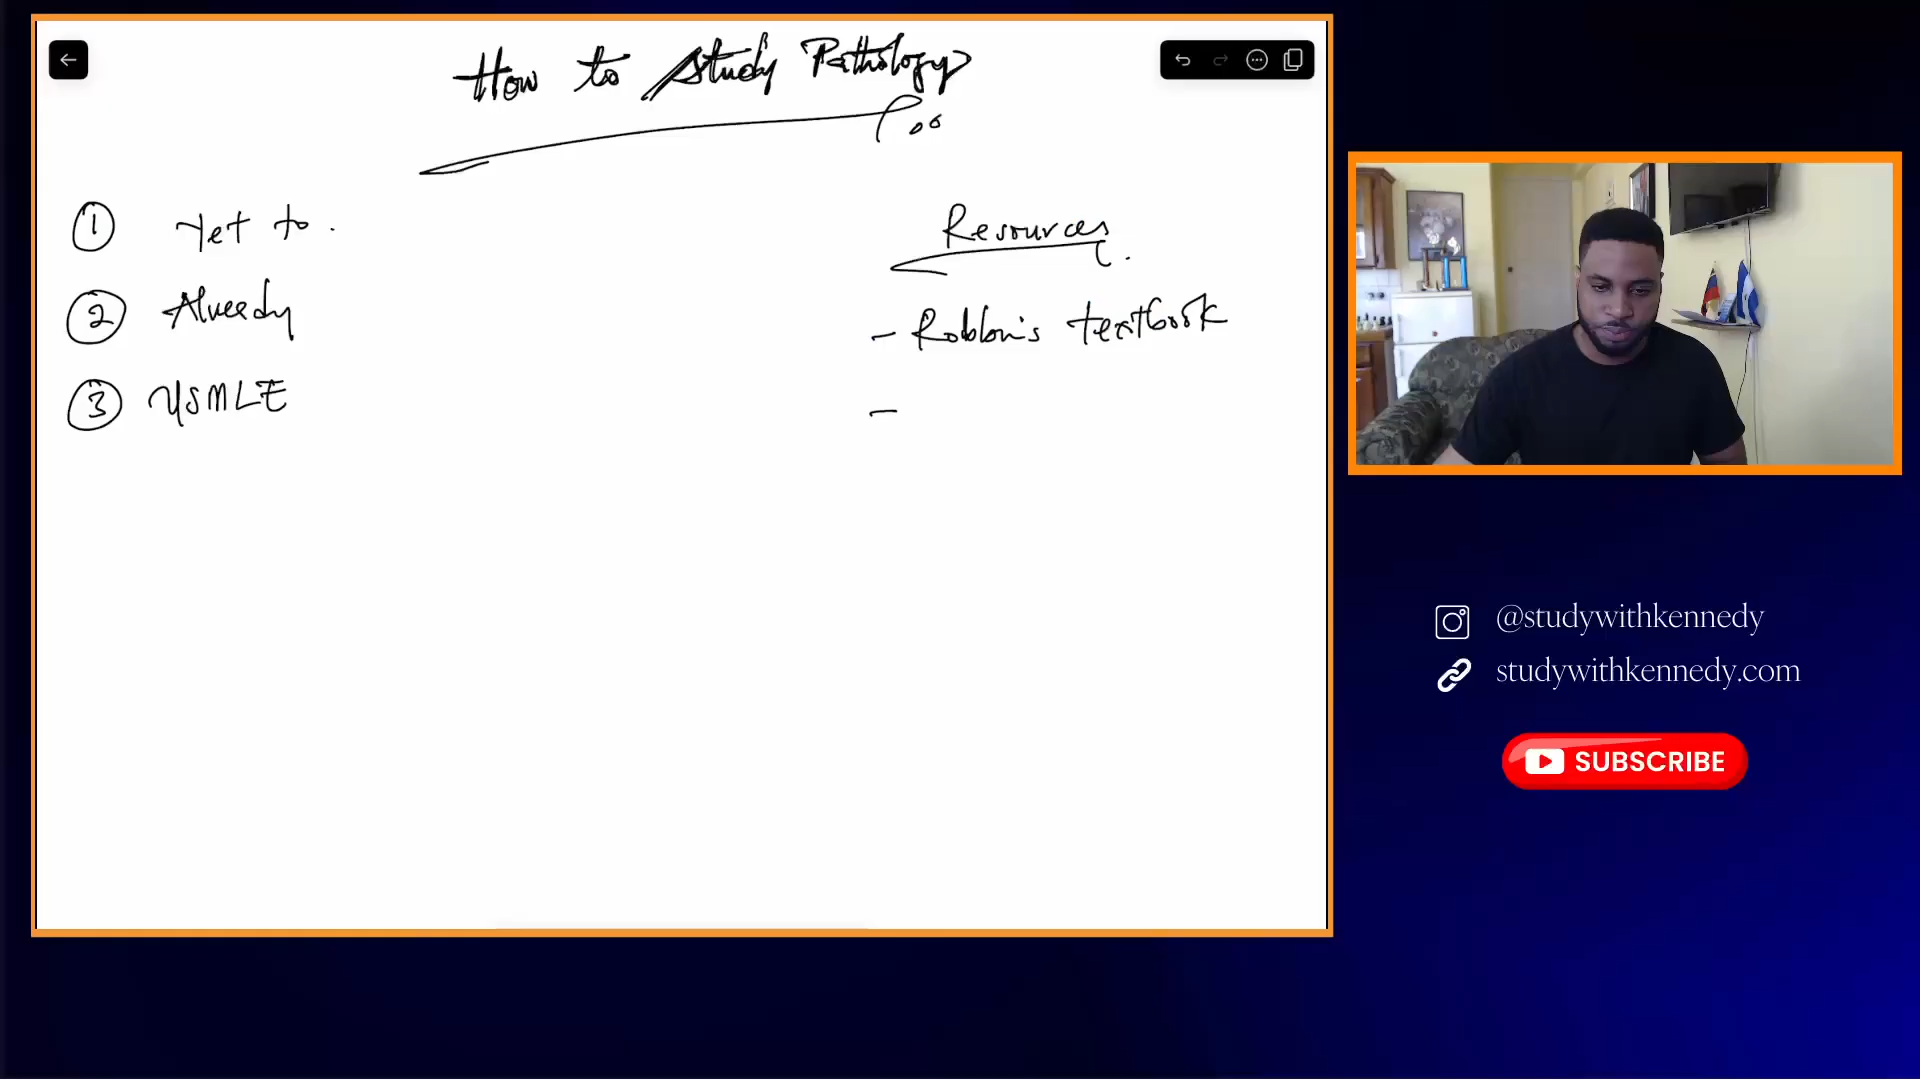 How to Study Pathology
1 Yet to.
2 Already
3 USMLE
Resources.
- Robbin's textbook
-
@studywithkennedy
studywithkennedy.com
SUBSCRIBE